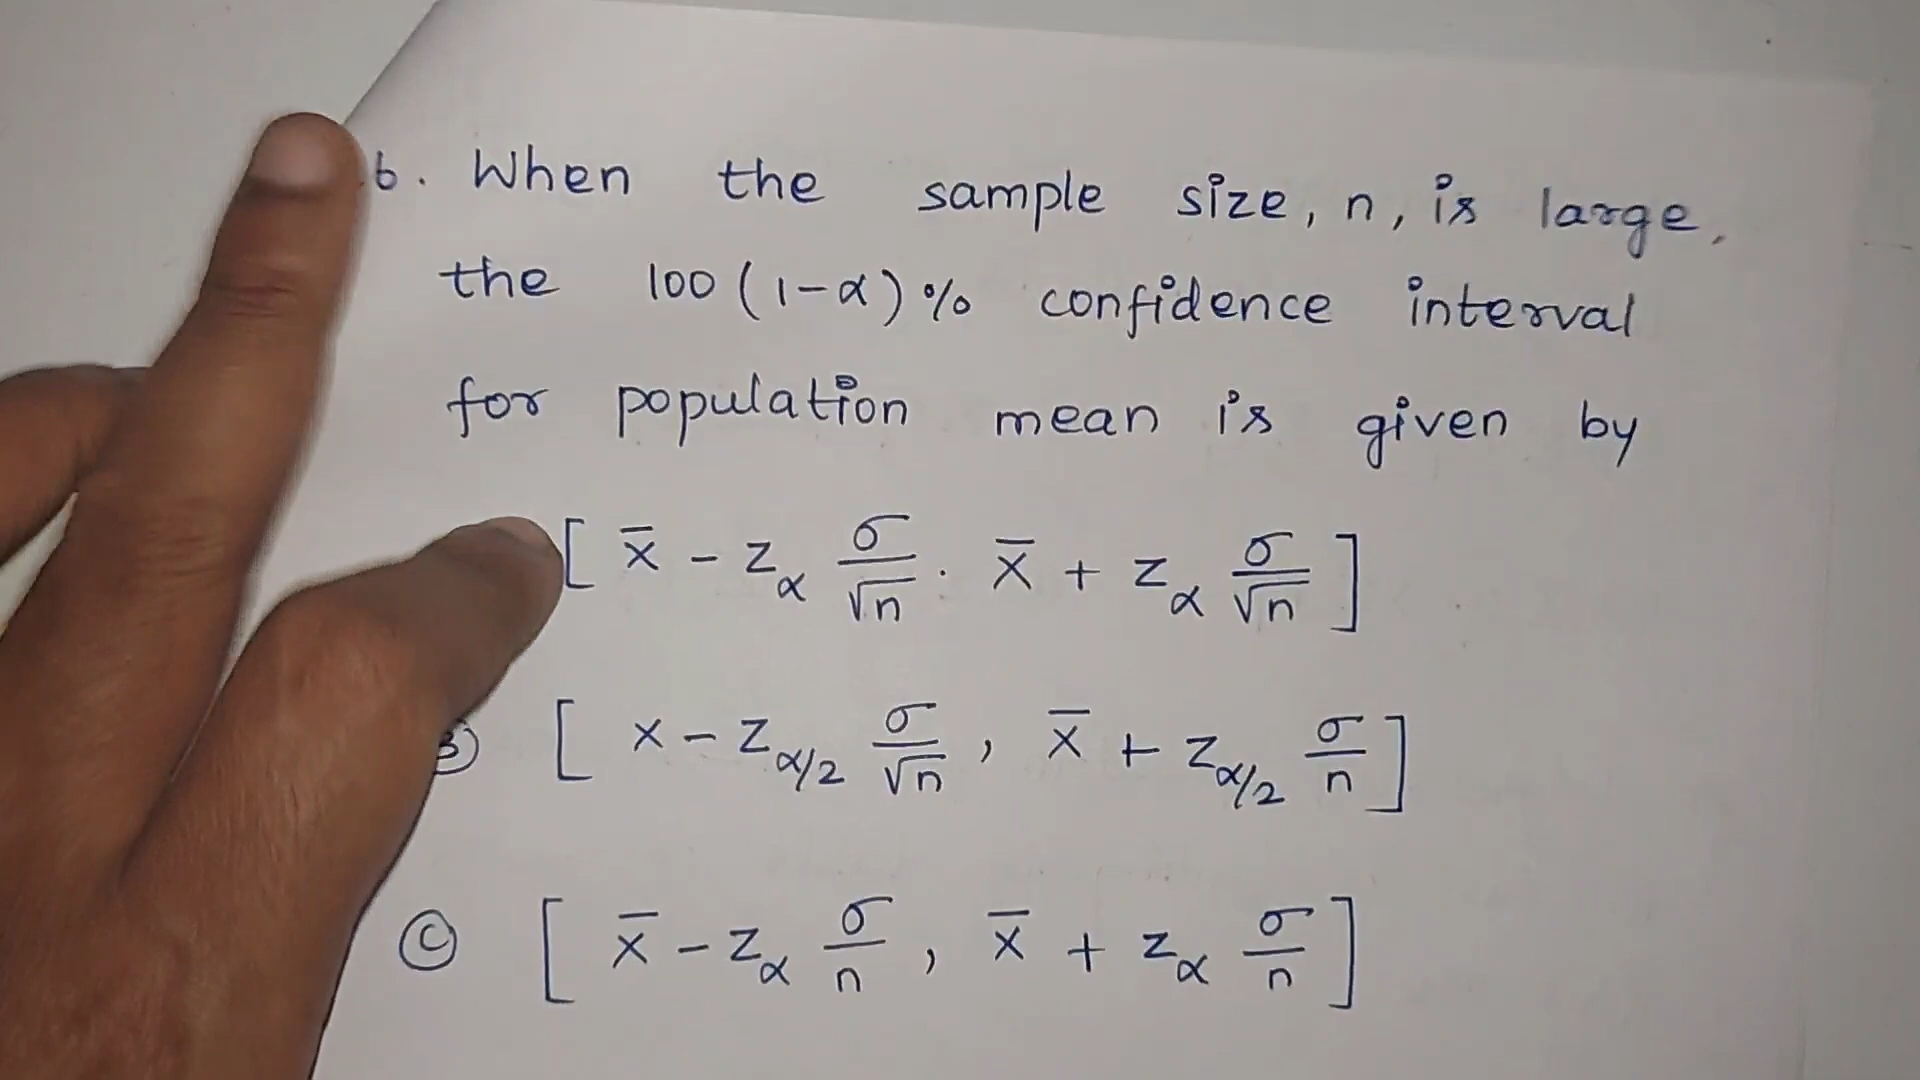 6. When the sample size, n, is large,
the 100 (1-α) % confidence interval
for population mean is given by
[ x̄ - z_α σ/√n . x̄ + z_α σ/√n ]
[ x - z_α/2 σ/√n , x̄ + z_α/2 σ/n ]
Ⓒ [ x̄ - z_α σ/n , x̄ + z_α σ/n ]